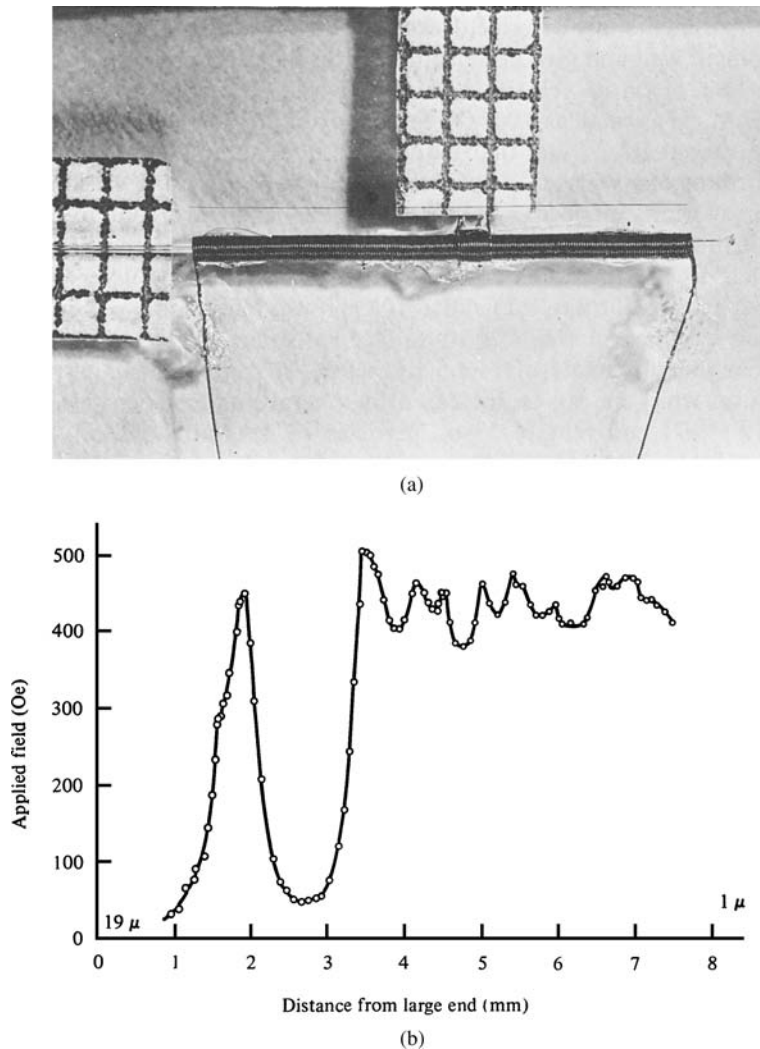 (a)
500
400
300
200
100
0
Applied field (Oe)
19 μ
1 μ
0 1 2 3 4 5 6 7 8
Distance from large end (mm)
(b)